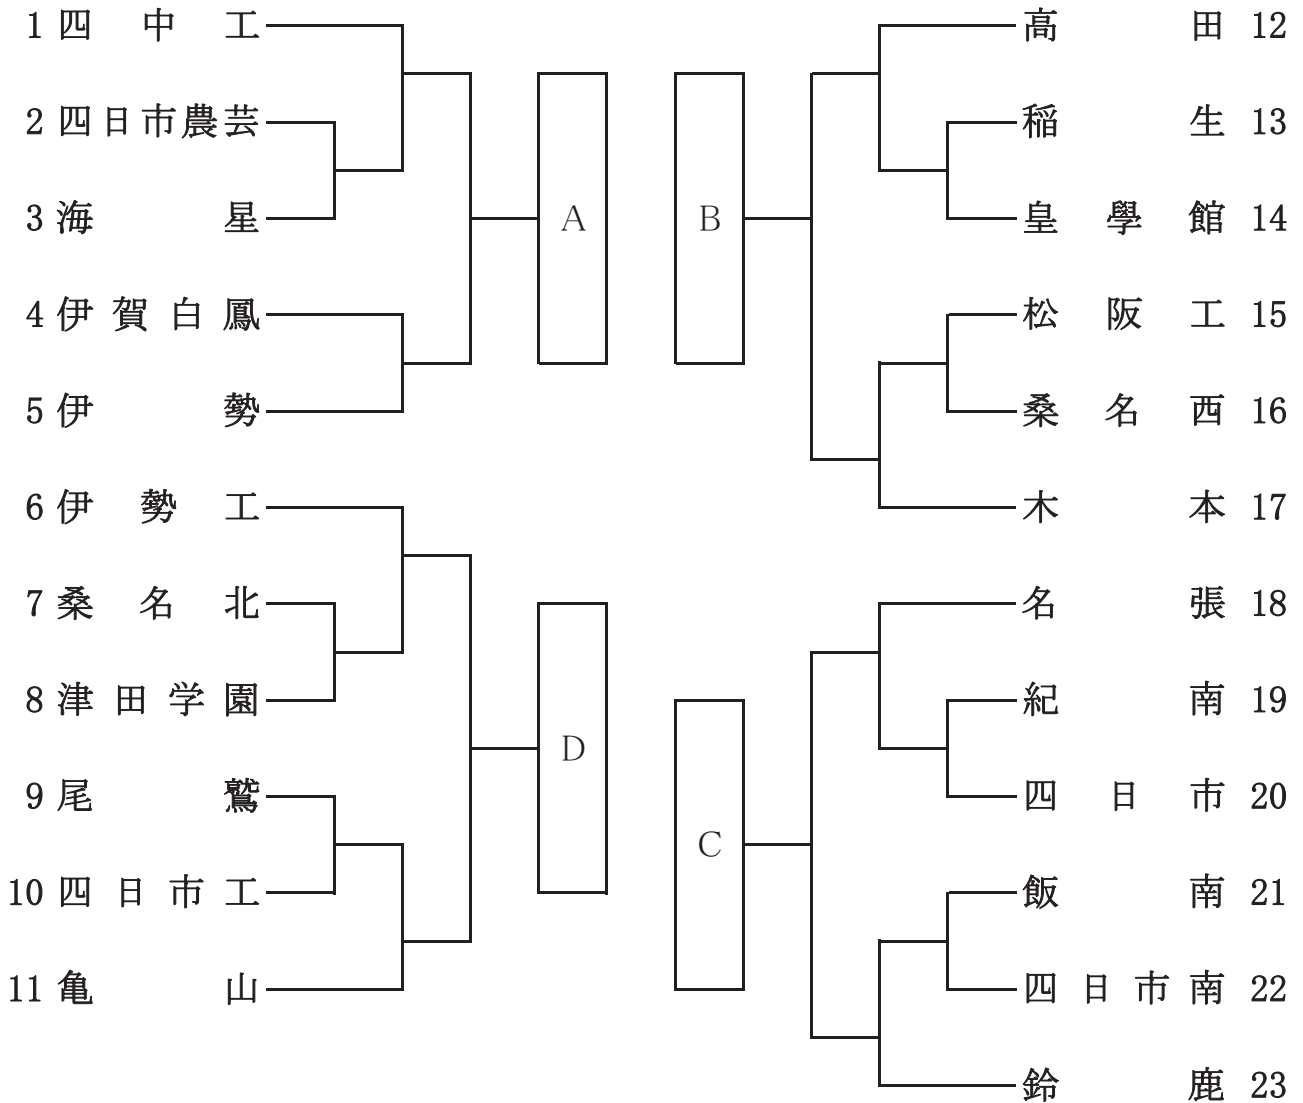 1 四中工
2 四日市農芸
3 海星
4 伊賀白鳳
5 伊勢
6 伊勢工
7 桑名北
8 津田学園
9 尾鷲
10 四日市工
11 亀山
A
D
B
C
高田 12
稲生 13
皇學館 14
松阪工 15
桑名西 16
木本 17
名張 18
紀南 19
四日市 20
飯南 21
四日市南 22
鈴鹿 23